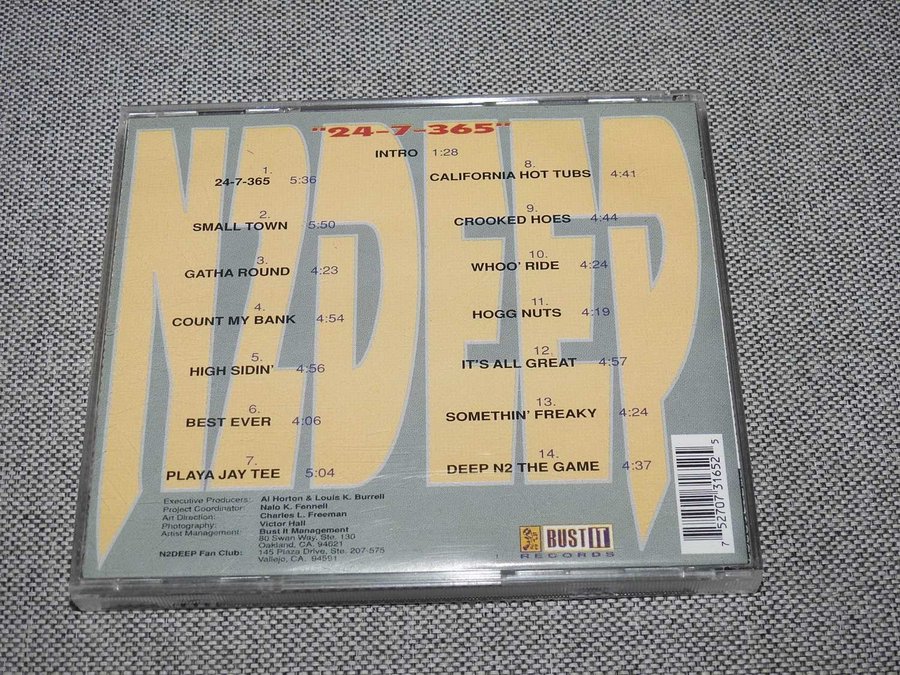 N2DEEP
"24-7-365"
INTRO 1:28
1.
24-7-365 5:36
2.
SMALL TOWN 5:50
3.
GATHA ROUND 4:23
4.
COUNT MY BANK 4:54
5.
HIGH SIDIN' 4:56
6.
BEST EVER 4:06
7.
PLAYA JAY TEE 5:04
8.
CALIFORNIA HOT TUBS 4:41
9.
CROOKED HOES 4:44
10.
WHOO' RIDE 4:24
11.
HOGG NUTS 4:19
12.
IT'S ALL GREAT 4:57
13.
SOMETHIN' FREAKY 4:24
14.
DEEP N2 THE GAME 4:37
Executive Producers: Al Horton & Louis K. Burrell
Project Coordinator: Nalo K. Fennell
Art Direction: Charles L. Freeman
Photography: Victor Hall
Artist Management: Bust It Management
80 Swan Way, Ste. 130
Oakland, CA. 94621
N2DEEP Fan Club: 145 Plaza Drive, Ste. 207-575
Vallejo, CA. 94591
BUST IT
RECORDS
7 52707 31652 5